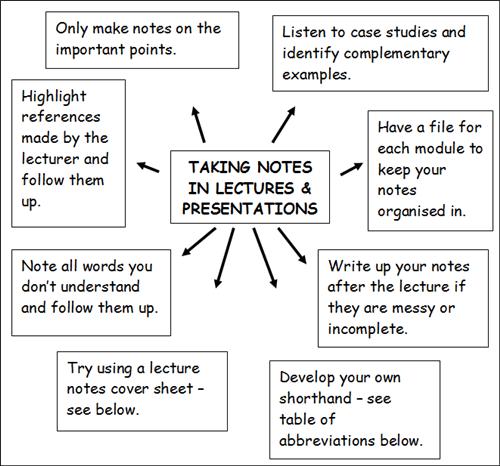 Only make notes on the
important points.
Listen to case studies and
identify complementary
examples.
Highlight
references
made by the
lecturer and
follow them
up.
TAKING NOTES
IN LECTURES &
PRESENTATIONS
Have a file for
each module to
keep your
notes
organised in.
Note all words you
don't understand
and follow them up.
Write up your notes
after the lecture if
they are messy or
incomplete.
Try using a lecture
notes cover sheet –
see below.
Develop your own
shorthand – see
table of
abbreviations below.